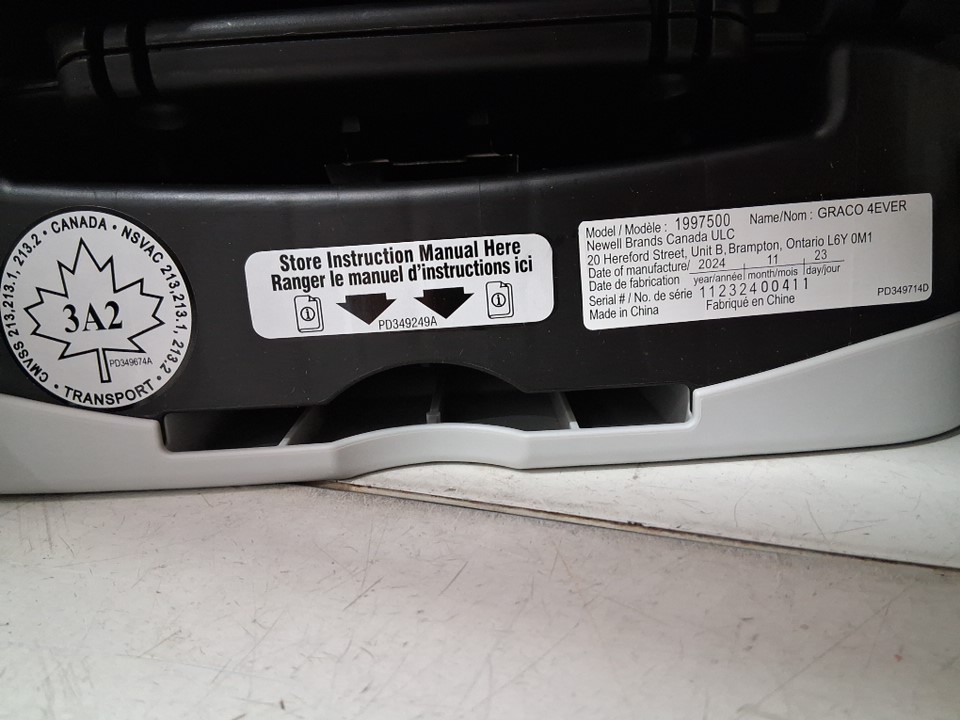 CMVSS 213, 213.1, 213.2 • CANADA • NSVAC 213, 213.1, 213.2 • TRANSPORT •
3A2
PD349674A
Store Instruction Manual Here
Ranger le manuel d'instructions ici
PD349249A
Model / Modèle : 1997500 Name/Nom : GRACO 4EVER
Newell Brands Canada ULC
20 Hereford Street, Unit B, Brampton, Ontario L6Y 0M1
Date of manufacture/ 2024 11 23
Date de fabrication year/année month/mois day/jour
Serial # / No. de série 11232400411
Made in China Fabriqué en Chine PD349714D